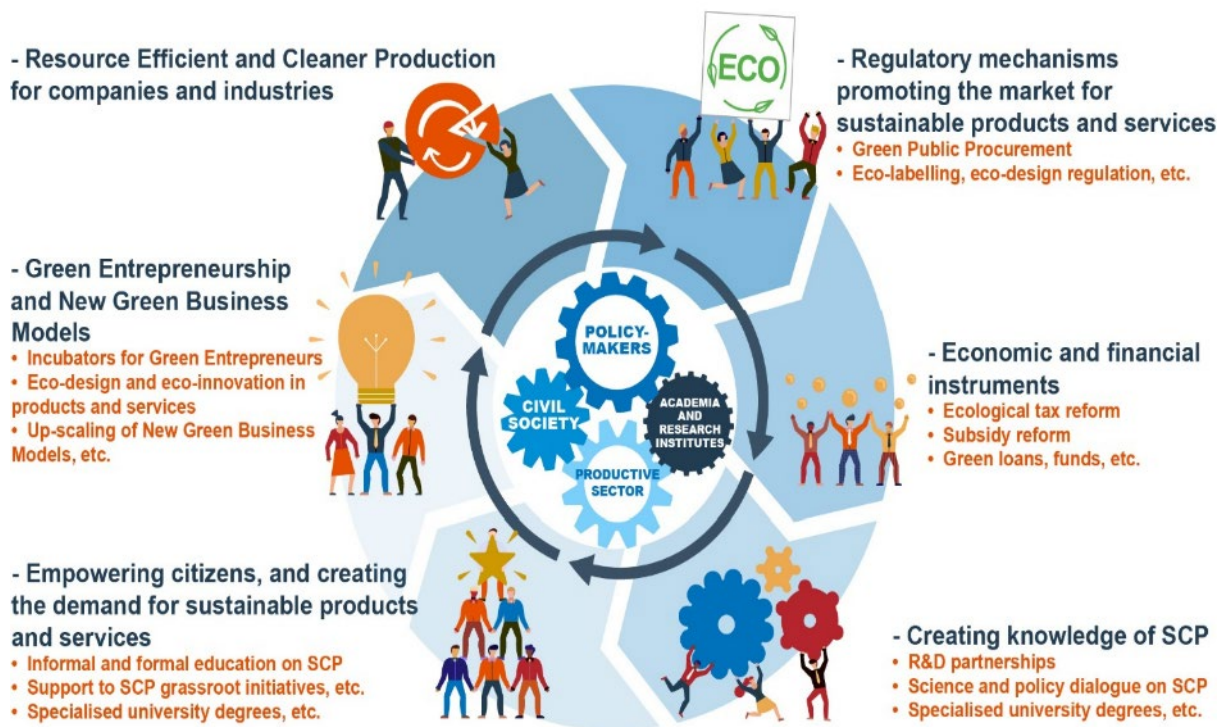 - Resource Efficient and Cleaner Production
for companies and industries
ECO
- Regulatory mechanisms
promoting the market for
sustainable products and services
• Green Public Procurement
• Eco-labelling, eco-design regulation, etc.
- Green Entrepreneurship
and New Green Business
Models
• Incubators for Green Entrepreneurs
• Eco-design and eco-innovation in
products and services
• Up-scaling of New Green Business
Models, etc.
POLICY-
MAKERS
CIVIL
SOCIETY
ACADEMIA
AND
RESEARCH
INSTITUTES
PRODUCTIVE
SECTOR
- Economic and financial
instruments
• Ecological tax reform
• Subsidy reform
• Green loans, funds, etc.
- Empowering citizens, and creating
the demand for sustainable products
and services
• Informal and formal education on SCP
• Support to SCP grassroot initiatives, etc.
• Specialised university degrees, etc.
- Creating knowledge of SCP
• R&D partnerships
• Science and policy dialogue on SCP
• Specialised university degrees, etc.